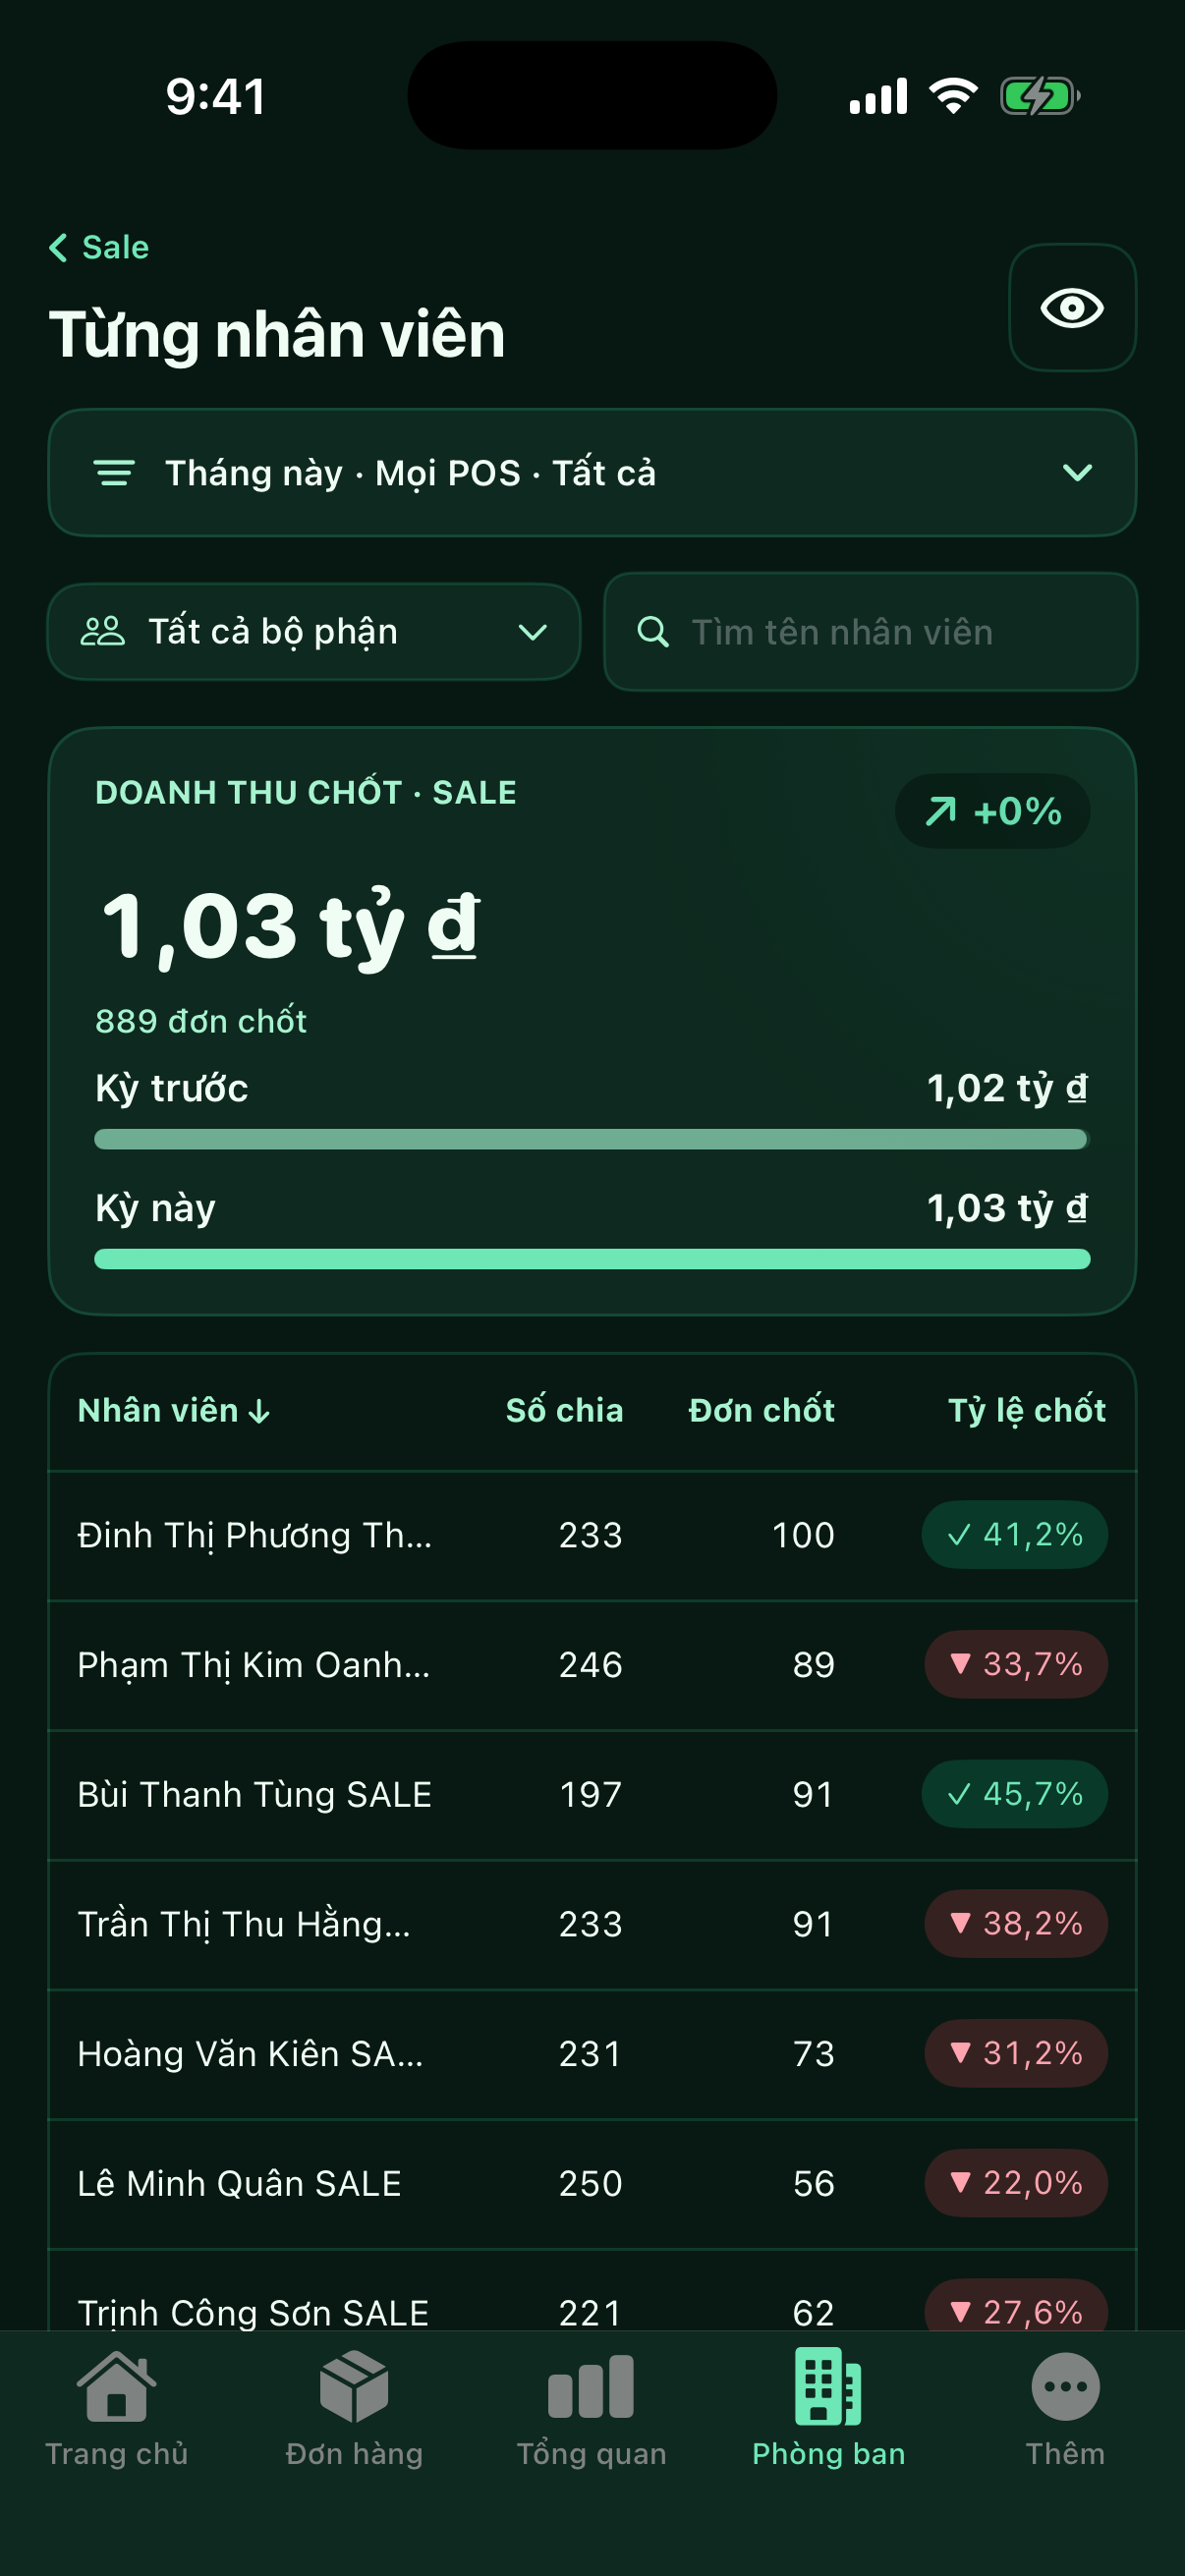 9:41
Sale
Từng nhân viên
Tháng này · Mọi POS · Tất cả
Tất cả bộ phận
Tìm tên nhân viên
DOANH THU CHỐT · SALE
+0%
1,03 tỷ ₫
889 đơn chốt
Kỳ trước 1,02 tỷ ₫
Kỳ này 1,03 tỷ ₫
Nhân viên ↓ Số chia Đơn chốt Tỷ lệ chốt
Đinh Thị Phương Th... 233 100 ✓ 41,2%
Phạm Thị Kim Oanh... 246 89 ▼ 33,7%
Bùi Thanh Tùng SALE 197 91 ✓ 45,7%
Trần Thị Thu Hằng... 233 91 ▼ 38,2%
Hoàng Văn Kiên SA... 231 73 ▼ 31,2%
Lê Minh Quân SALE 250 56 ▼ 22,0%
Trịnh Công Sơn SALE 221 62 ▼ 27,6%
Trang chủ Đơn hàng Tổng quan Phòng ban Thêm